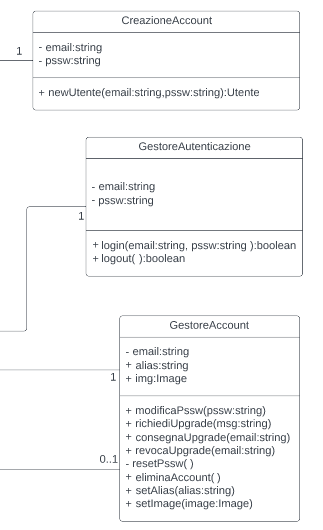 CreazioneAccount
1
- email:string
- pssw:string
+ newUtente(email:string,pssw:string):Utente
GestoreAutenticazione
- email:string
- pssw:string
1
+ login(email:string, pssw:string ):boolean
+ logout( ):boolean
GestoreAccount
- email:string
+ alias:string
+ img:Image
1
+ modificaPssw(pssw:string)
+ richiediUpgrade(msg:string)
+ consegnaUpgrade(email:string)
+ revocaUpgrade(email:string)
- resetPssw( )
+ eliminaAccount( )
+ setAlias(alias:string)
+ setImage(image:Image)
0..1